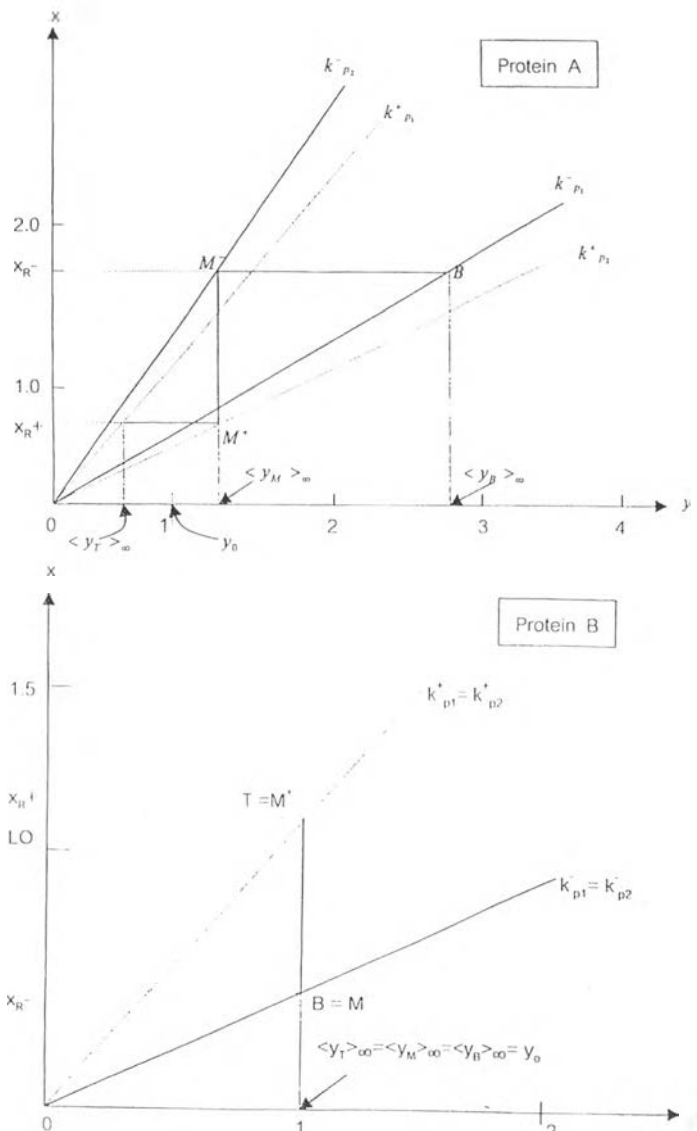 x
Protein A
k⁻p₂
k⁺p₁
k⁻p₁
k⁺p₂
2.0
xR⁻
M⁻
B
1.0
xR⁺
M⁺
< yM >∞
< yB >∞
0
1
2
3
4
y
< yT >∞
y₀
x
Protein B
1.5
k⁺p1 = k⁺p2
xR⁺
T = M⁺
LO
k⁻p1 = k⁻p2
xR⁻
B = M
<yT>∞=<yM>∞=<yB>∞= y₀
0
1
2